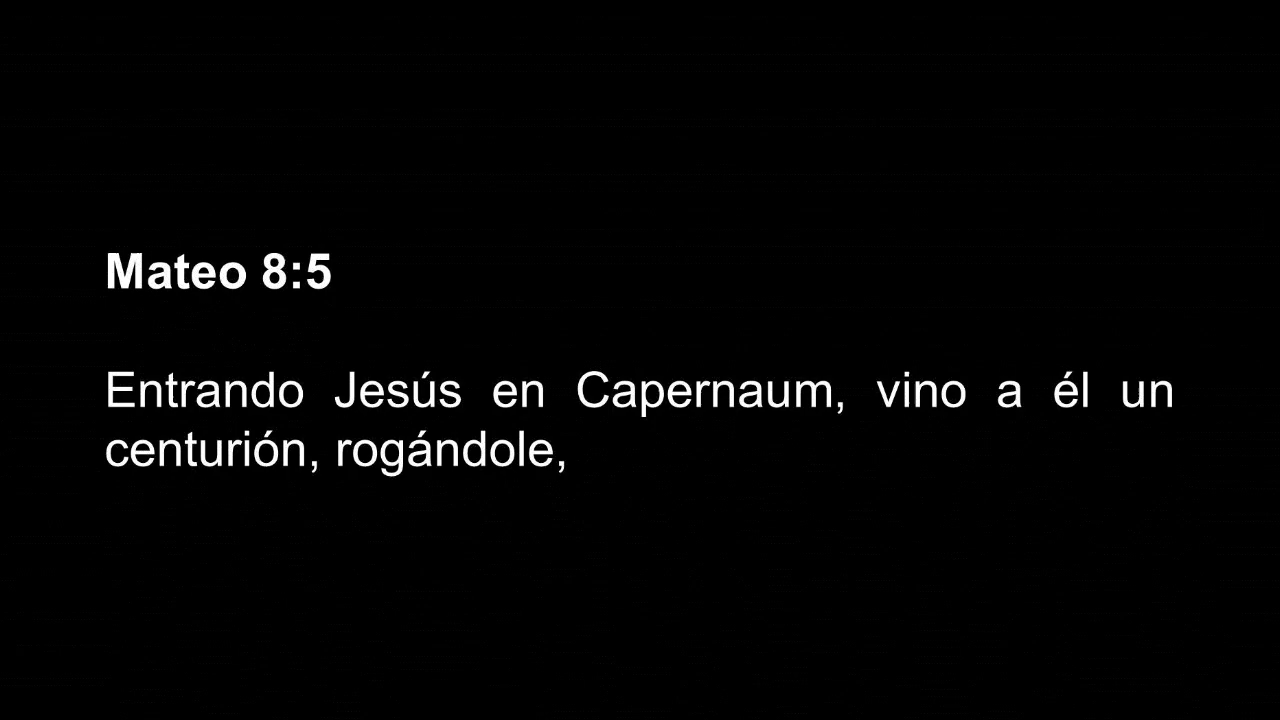 Mateo 8:5
Entrando Jesús en Capernaum, vino a él un
centurión, rogándole,